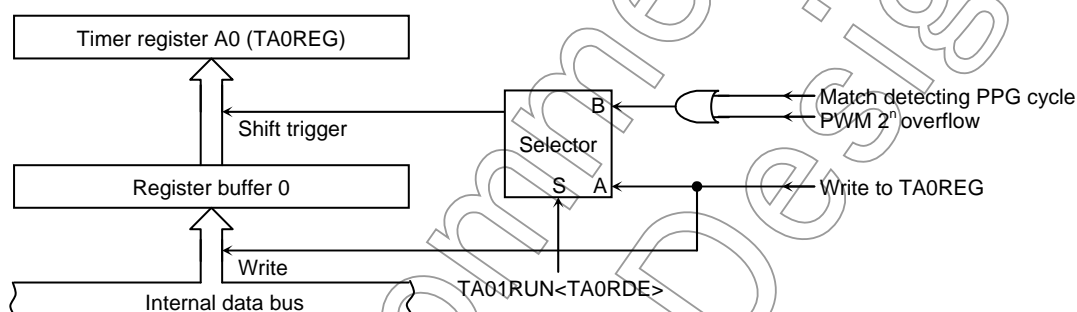 Timer register A0 (TA0REG)
B
Match detecting PPG cycle
PWM 2ⁿ overflow
Shift trigger
Selector
Register buffer 0
S A
Write to TA0REG
Write
TA01RUN<TA0RDE>
Internal data bus